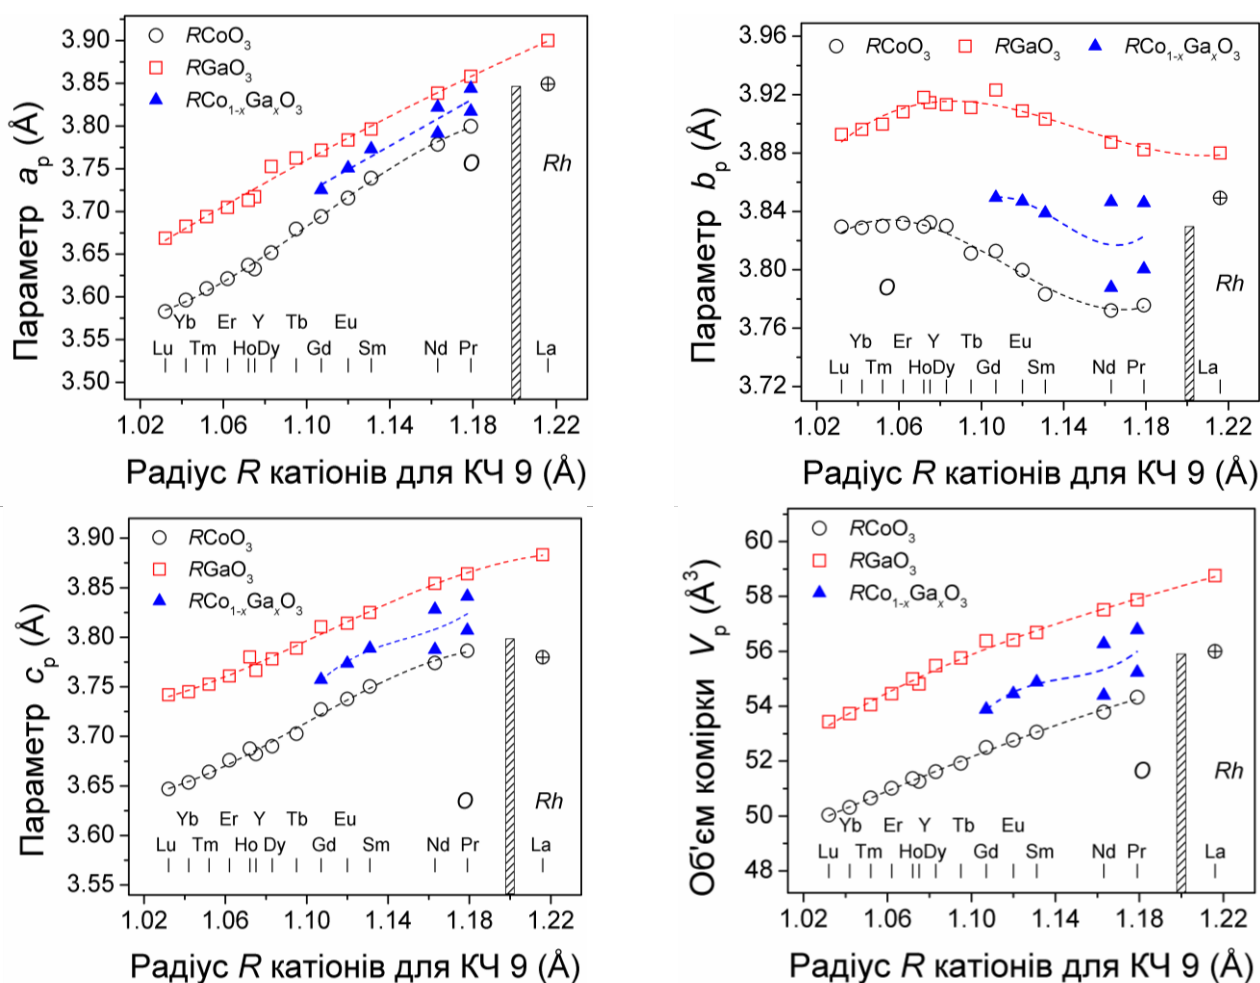 Параметр a_p (Å)
3.90
3.85
3.80
3.75
3.70
3.65
3.60
3.55
3.50
RCoO₃
RGaO₃
RCo₁₋ₓGaₓO₃
O
Rh
Yb Er Y Tb Eu
Lu Tm Ho Dy Gd Sm Nd Pr La
1.02 1.06 1.10 1.14 1.18 1.22
Радіус R катіонів для КЧ 9 (Å)
Параметр b_p (Å)
3.96
3.92
3.88
3.84
3.80
3.76
3.72
RCoO₃ RGaO₃ RCo₁₋ₓGaₓO₃
O
Rh
Yb Er Y Tb Eu
Lu Tm Ho Dy Gd Sm Nd Pr La
1.02 1.06 1.10 1.14 1.18 1.22
Радіус R катіонів для КЧ 9 (Å)
Параметр c_p (Å)
3.90
3.85
3.80
3.75
3.70
3.65
3.60
3.55
RCoO₃
RGaO₃
RCo₁₋ₓGaₓO₃
O
Rh
Yb Er Y Tb Eu
Lu Tm Ho Dy Gd Sm Nd Pr La
1.02 1.06 1.10 1.14 1.18 1.22
Радіус R катіонів для КЧ 9 (Å)
Об'єм комірки V_p (Å³)
60
58
56
54
52
50
48
RCoO₃
RGaO₃
RCo₁₋ₓGaₓO₃
O
Rh
Yb Er Y Tb Eu
Lu Tm Ho Dy Gd Sm Nd Pr La
1.02 1.06 1.10 1.14 1.18 1.22
Радіус R катіонів для КЧ 9 (Å)